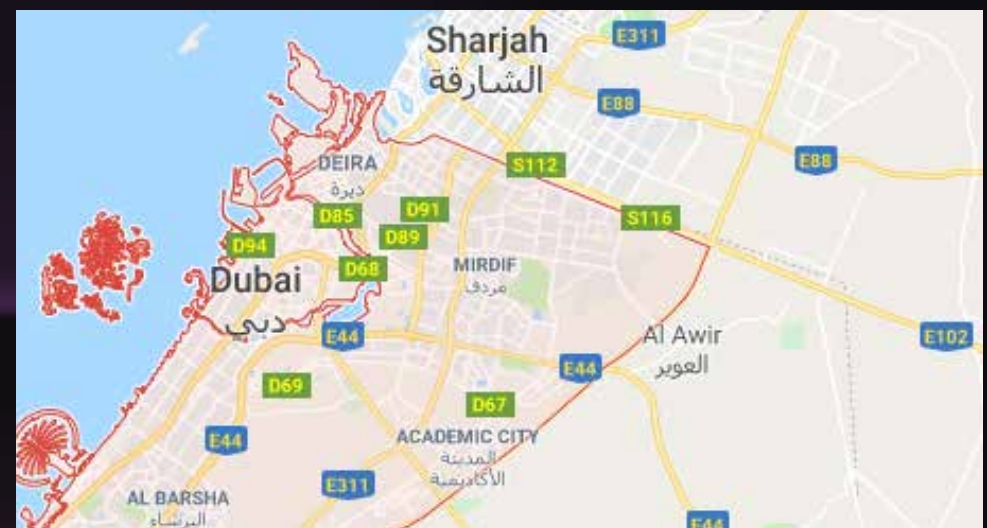 Sharjah
الشارقة
E311
E88
E88
S112
DEIRA
ديرة
D85
D91
S116
D94
D89
D68
MIRDIF
مردف
Dubai
دبي
E44
Al Awir
العوير
E102
E44
D69
D67
E44
ACADEMIC CITY
المدينة
الأكاديمية
E311
AL BARSHA
البرشاء
E44